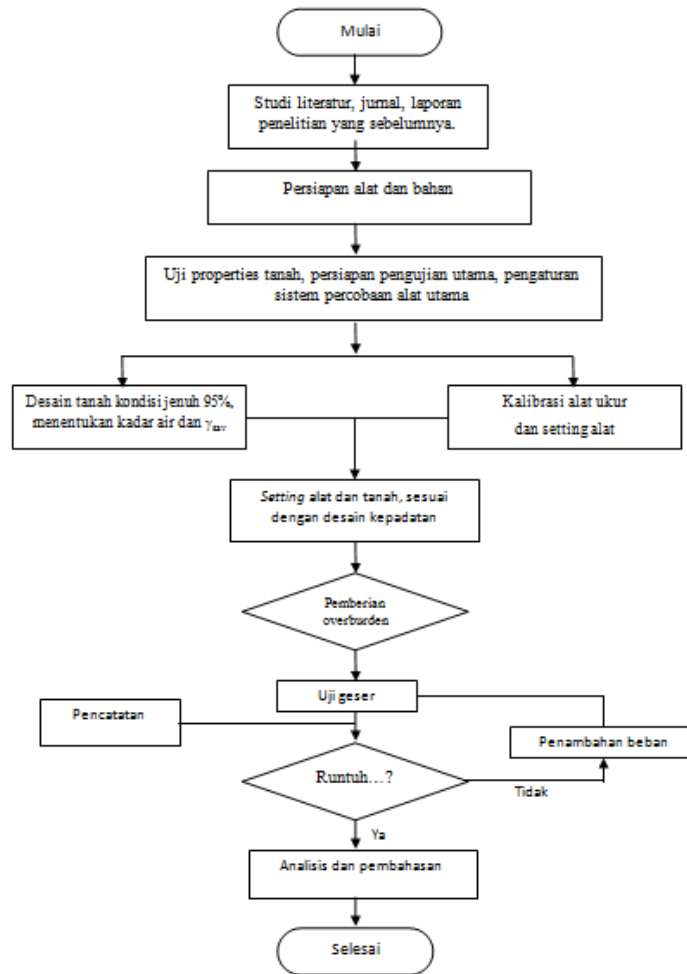 Mulai
Studi literatur, jurnal, laporan
penelitian yang sebelumnya.
Persiapan alat dan bahan
Uji properties tanah, persiapan pengujian utama, pengaturan
sistem percobaan alat utama
Desain tanah kondisi jenuh 95%,
menentukan kadar air dan γ
Kalibrasi alat ukur
dan setting alat
Setting alat dan tanah, sesuai
dengan desain kepadatan
Pemberian
overburden
Uji geser
Pencatatan
Penambahan beban
Runtuh...?
Tidak
Ya
Analisis dan pembahasan
Selesai